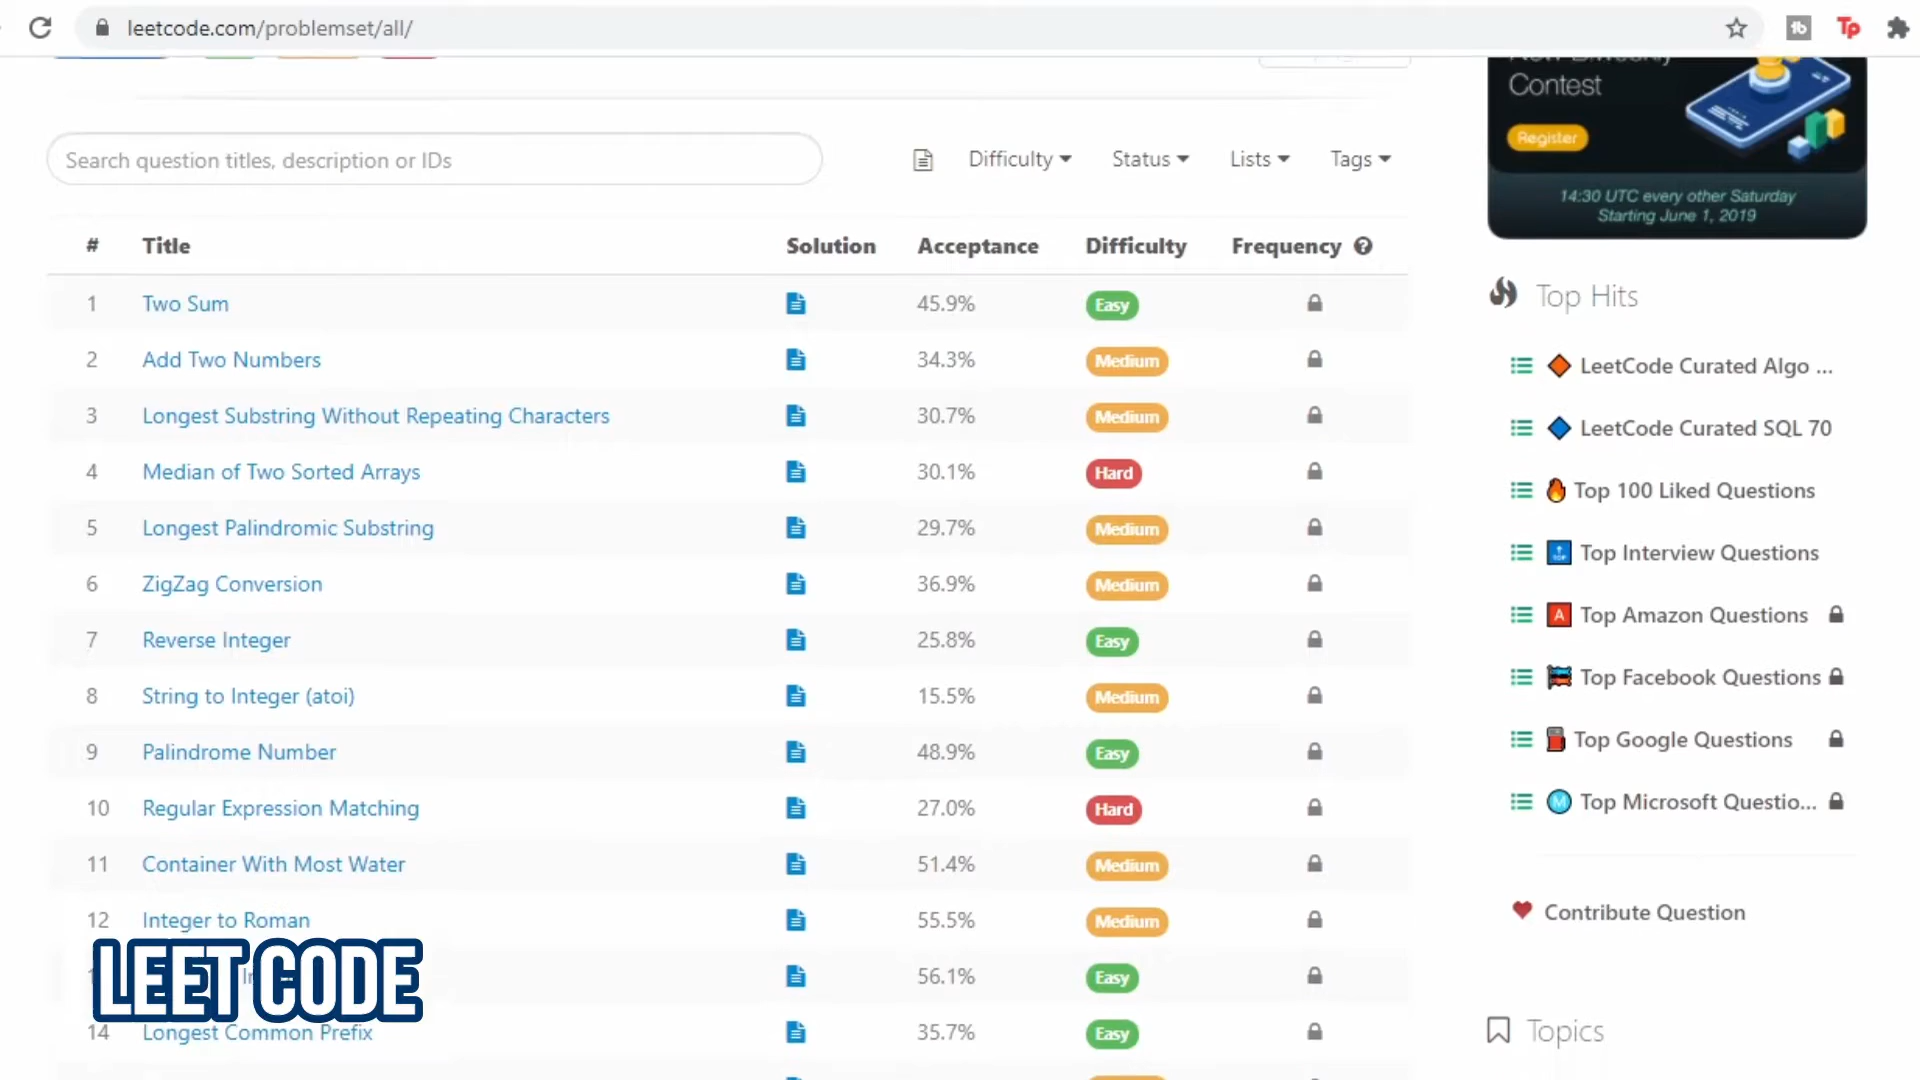 leetcode.com/problemset/all/
Contest
Register
14:30 UTC every other Saturday
Starting June 1, 2019
Search question titles, description or IDs
Difficulty Status Lists Tags
# Title Solution Acceptance Difficulty Frequency
1 Two Sum 45.9% Easy
2 Add Two Numbers 34.3% Medium
3 Longest Substring Without Repeating Characters 30.7% Medium
4 Median of Two Sorted Arrays 30.1% Hard
5 Longest Palindromic Substring 29.7% Medium
6 ZigZag Conversion 36.9% Medium
7 Reverse Integer 25.8% Easy
8 String to Integer (atoi) 15.5% Medium
9 Palindrome Number 48.9% Easy
10 Regular Expression Matching 27.0% Hard
11 Container With Most Water 51.4% Medium
12 Integer to Roman 55.5% Medium
56.1% Easy
LEET CODE
14 Longest Common Prefix 35.7% Easy
Top Hits
LeetCode Curated Algo ...
LeetCode Curated SQL 70
Top 100 Liked Questions
Top Interview Questions
A Top Amazon Questions
Top Facebook Questions
Top Google Questions
M Top Microsoft Questio...
Contribute Question
Topics